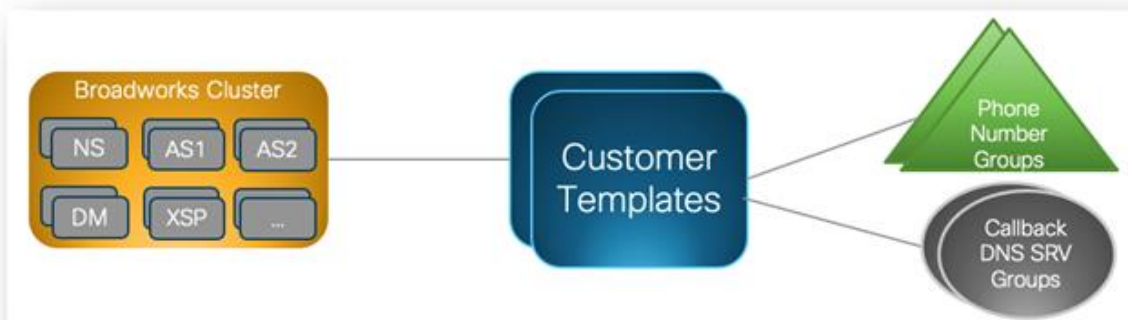 Broadworks Cluster
NS
AS1
AS2
DM
XSP
...
Customer
Templates
Phone
Number
Groups
Callback
DNS SRV
Groups